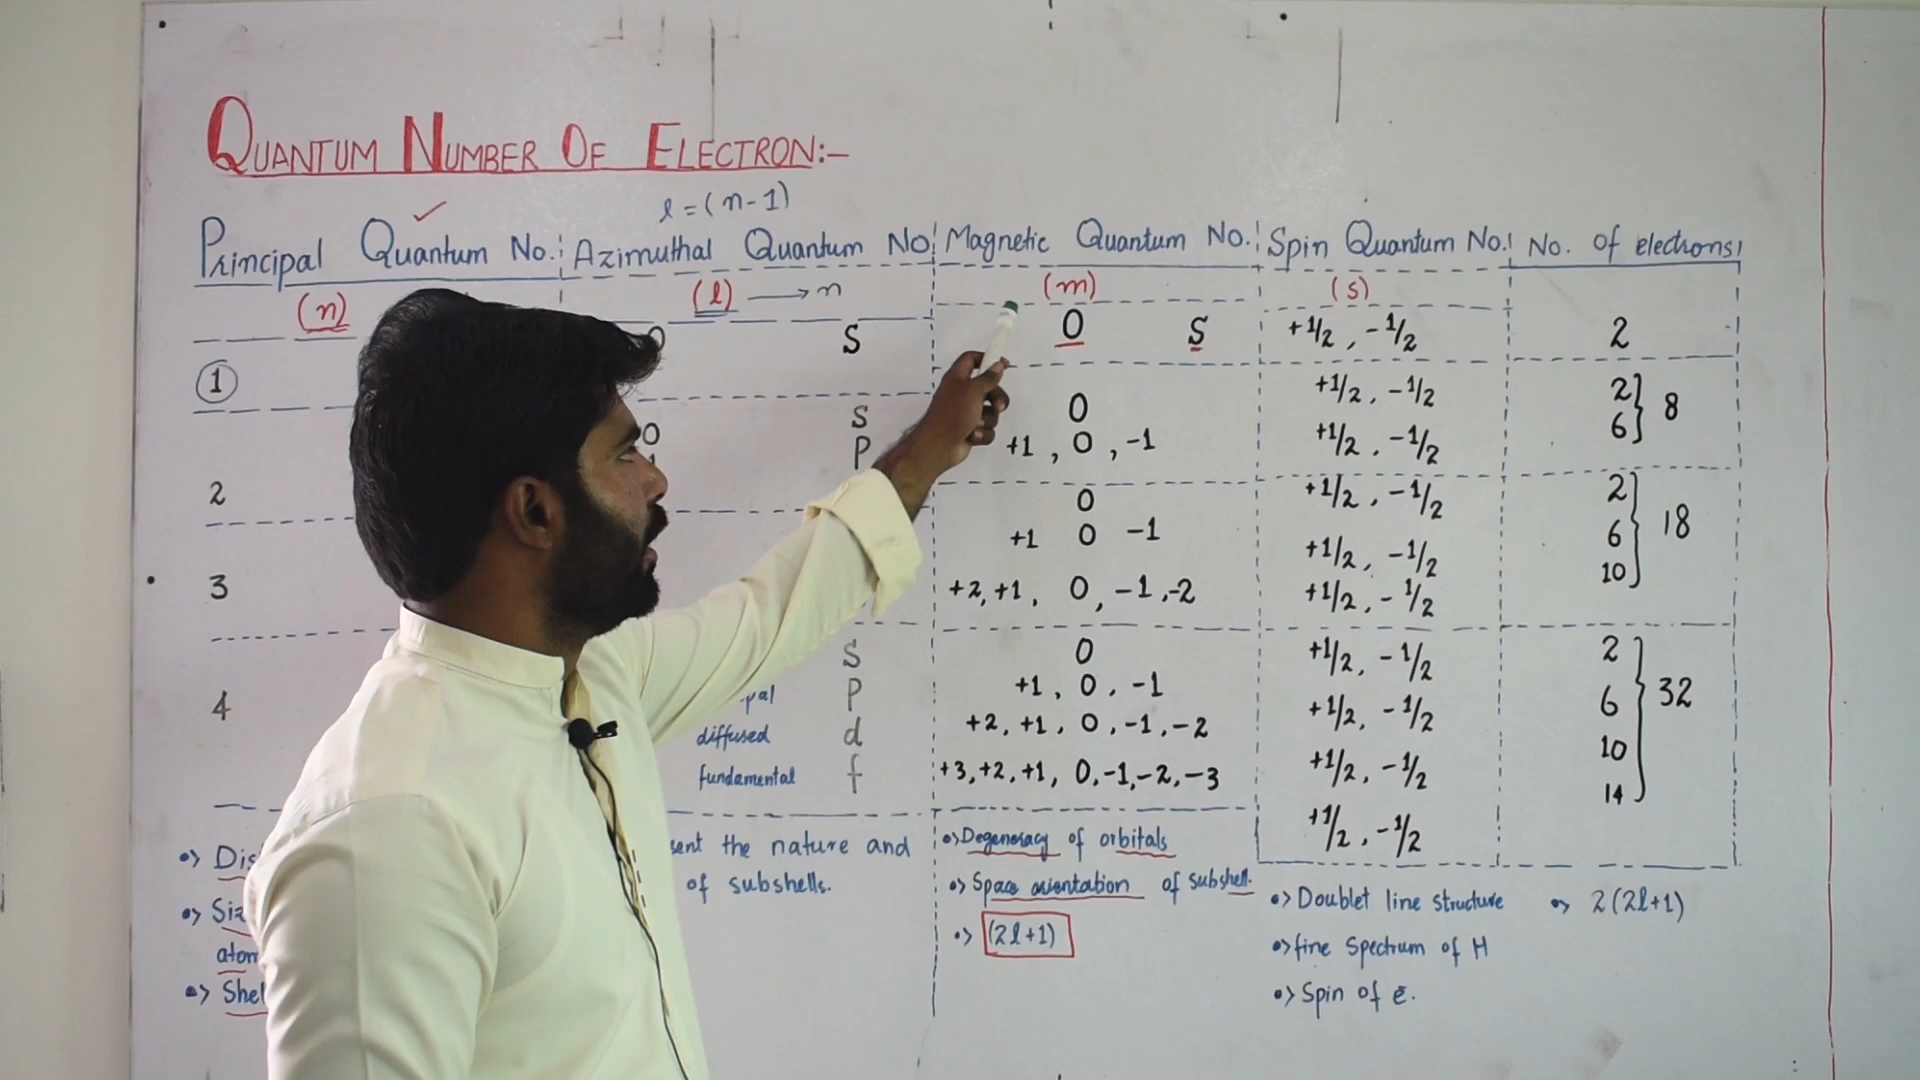 QUANTUM NUMBER OF ELECTRON:-
l = (n-1)
Principal Quantum No. Azimuthal Quantum No Magnetic Quantum No. Spin Quantum No. No. of electrons
(n) (l) → n (m) (s)
0 S 0 S +1/2, -1/2 2
1
S 0 +1/2, -1/2 2
0 P +1, 0, -1 +1/2, -1/2 6
8
2
0 +1/2, -1/2 2
+1 0 -1 +1/2, -1/2 6
18
3 +2, +1, 0, -1, -2 +1/2, -1/2 10
S 0 +1/2, -1/2 2
4 P +1, 0, -1 +1/2, -1/2 6
32
diffused d +2, +1, 0, -1, -2 +1/2, -1/2 10
fundamental f +3, +2, +1, 0, -1, -2, -3 +1/2, -1/2 14
the nature and
of subshells.
Degeneracy of orbitals
Space orientation of subshell.
(2l+1)
Doublet line structure
fine Spectrum of H
Spin of e.
2(2l+1)